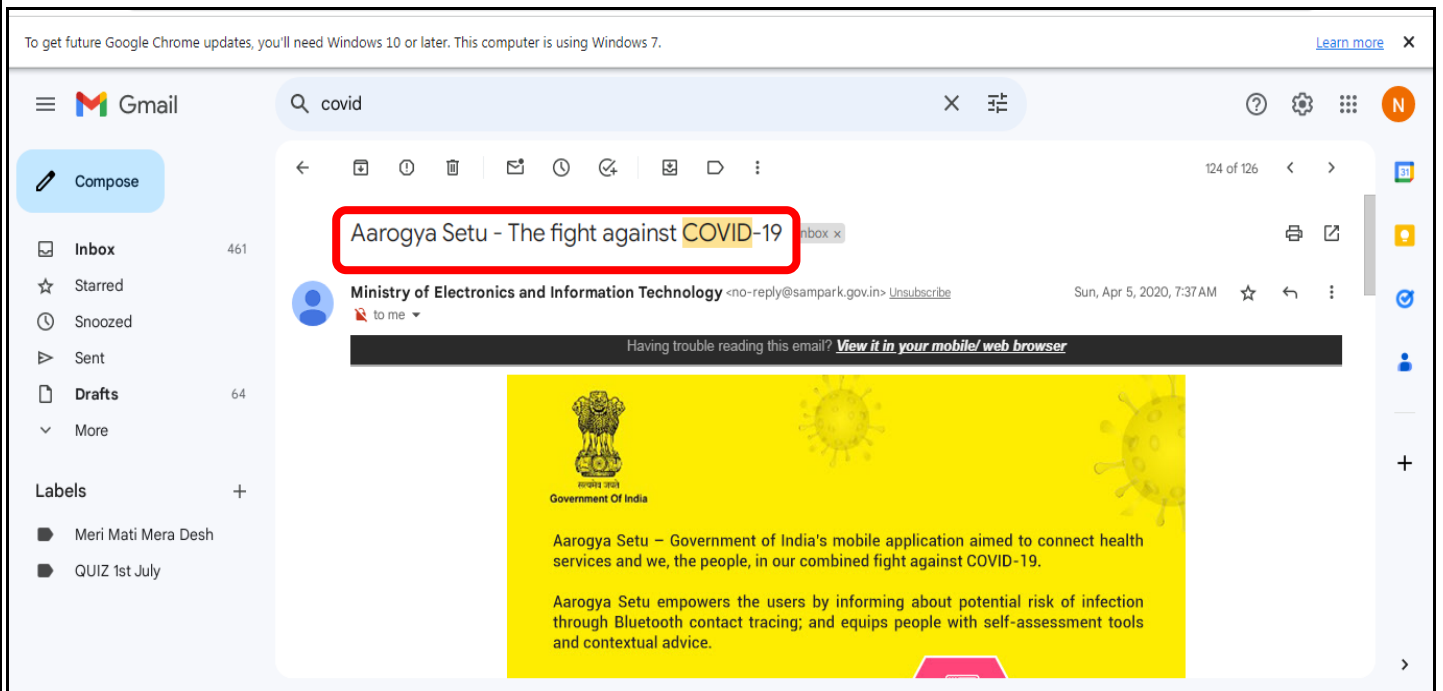 To get future Google Chrome updates, you'll need Windows 10 or later. This computer is using Windows 7.
Learn more
Gmail
covid
N
Compose
124 of 126
31
Aarogya Setu - The fight against COVID-19
nbox ×
Inbox 461
Starred
Snoozed
Sent
Drafts 64
More
Ministry of Electronics and Information Technology <no-reply@sampark.gov.in> Unsubscribe
Sun, Apr 5, 2020, 7:37 AM
to me
Having trouble reading this email? View it in your mobile/ web browser
Labels
Meri Mati Mera Desh
QUIZ 1st July
सत्यमेव जयते
Government Of India
Aarogya Setu – Government of India's mobile application aimed to connect health
services and we, the people, in our combined fight against COVID-19.
Aarogya Setu empowers the users by informing about potential risk of infection
through Bluetooth contact tracing; and equips people with self-assessment tools
and contextual advice.